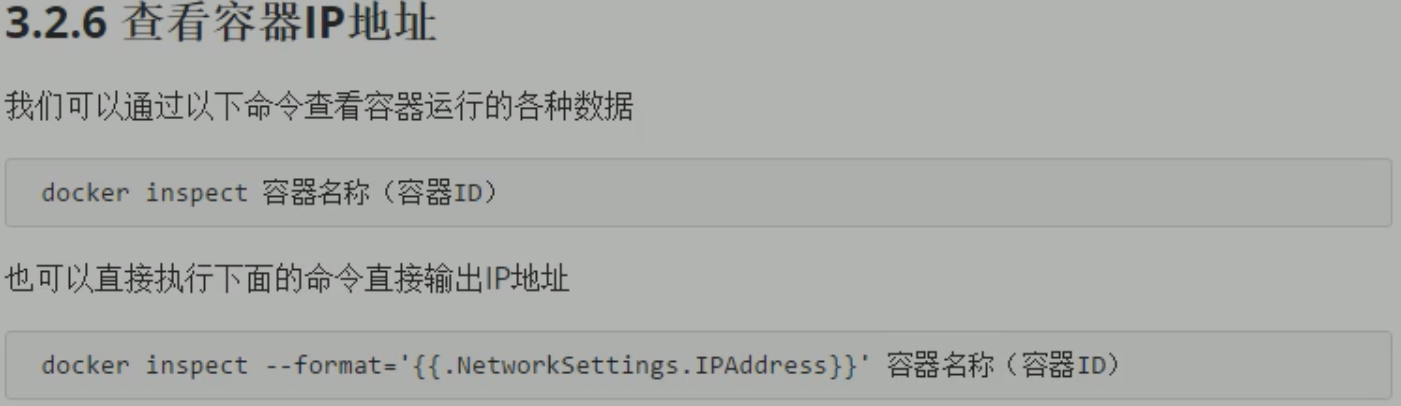 3.2.6 查看容器IP地址
我们可以通过以下命令查看容器运行的各种数据
docker inspect 容器名称（容器ID）
也可以直接执行下面的命令直接输出IP地址
docker inspect --format='{{.NetworkSettings.IPAddress}}' 容器名称（容器ID）